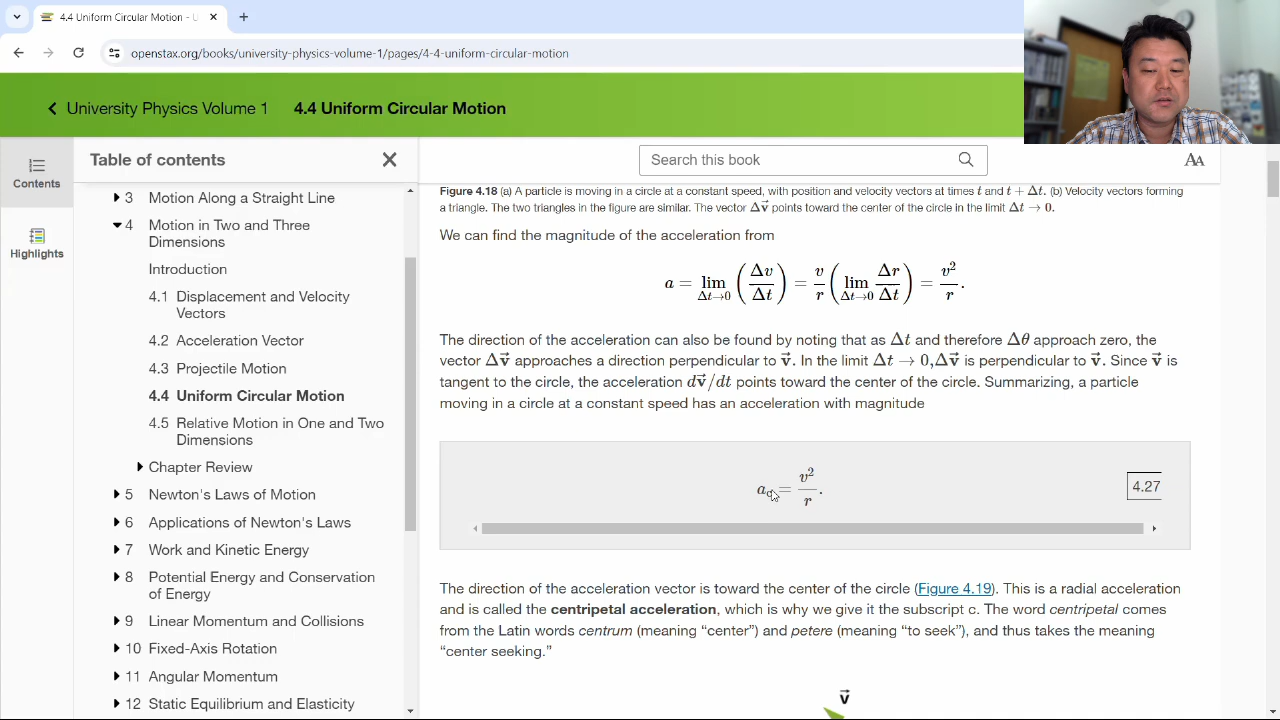 4.4 Uniform Circular Motion - U
openstax.org/books/university-physics-volume-1/pages/4-4-uniform-circular-motion
University Physics Volume 1 4.4 Uniform Circular Motion
Contents
Highlights
Table of contents
3 Motion Along a Straight Line
4 Motion in Two and Three
Dimensions
Introduction
4.1 Displacement and Velocity
Vectors
4.2 Acceleration Vector
4.3 Projectile Motion
4.4 Uniform Circular Motion
4.5 Relative Motion in One and Two
Dimensions
Chapter Review
5 Newton's Laws of Motion
6 Applications of Newton's Laws
7 Work and Kinetic Energy
8 Potential Energy and Conservation
of Energy
9 Linear Momentum and Collisions
10 Fixed-Axis Rotation
11 Angular Momentum
12 Static Equilibrium and Elasticity
Search this book
AA
Figure 4.18 (a) A particle is moving in a circle at a constant speed, with position and velocity vectors at times t and t + Δt. (b) Velocity vectors forming
a triangle. The two triangles in the figure are similar. The vector Δv⃗ points toward the center of the circle in the limit Δt → 0.
We can find the magnitude of the acceleration from
a = lim Δt→0 (Δv/Δt) = v/r (lim Δt→0 Δr/Δt) = v²/r.
The direction of the acceleration can also be found by noting that as Δt and therefore Δθ approach zero, the
vector Δv⃗ approaches a direction perpendicular to v⃗. In the limit Δt → 0, Δv⃗ is perpendicular to v⃗. Since v⃗ is
tangent to the circle, the acceleration dv⃗/dt points toward the center of the circle. Summarizing, a particle
moving in a circle at a constant speed has an acceleration with magnitude
a_c = v²/r.
4.27
The direction of the acceleration vector is toward the center of the circle (Figure 4.19). This is a radial acceleration
and is called the centripetal acceleration, which is why we give it the subscript c. The word centripetal comes
from the Latin words centrum (meaning “center”) and petere (meaning “to seek”), and thus takes the meaning
“center seeking.”
v⃗